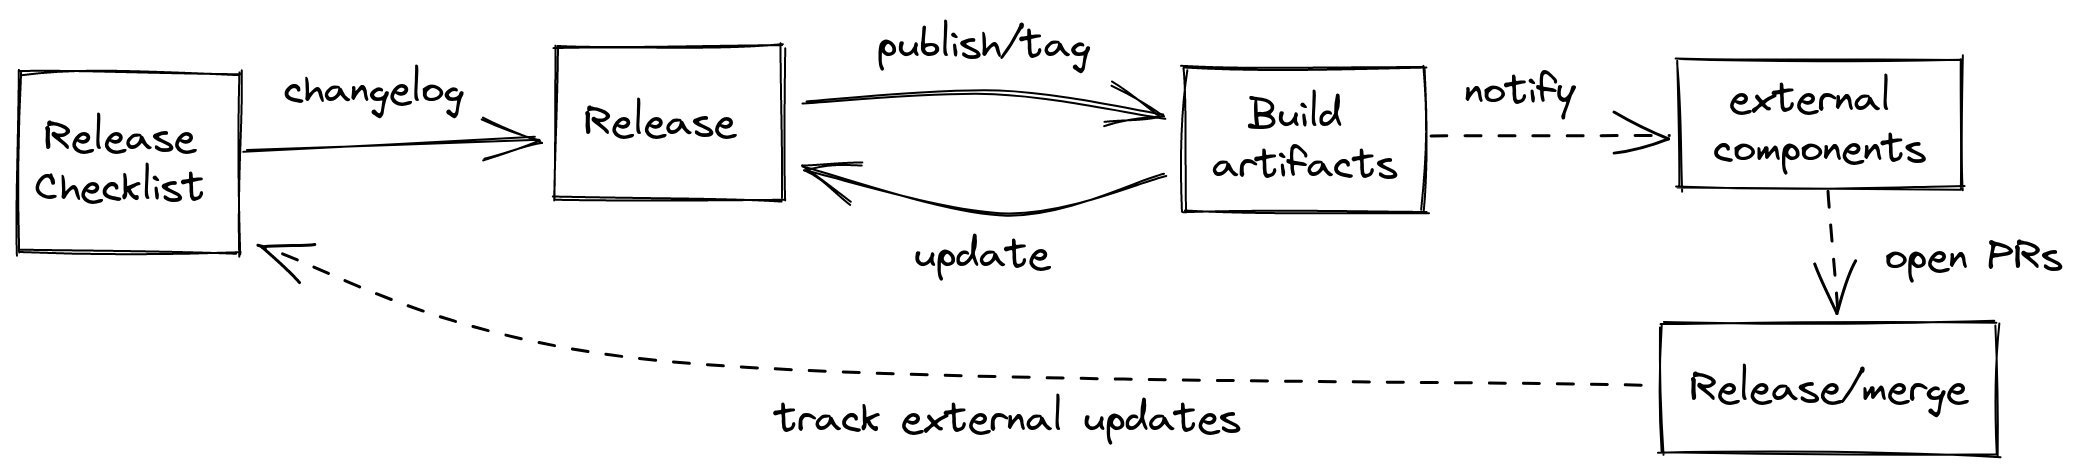 Release
Checklist
changelog
Release
publish/tag
update
Build
artifacts
notify
external
components
open PRs
Release/merge
track external updates